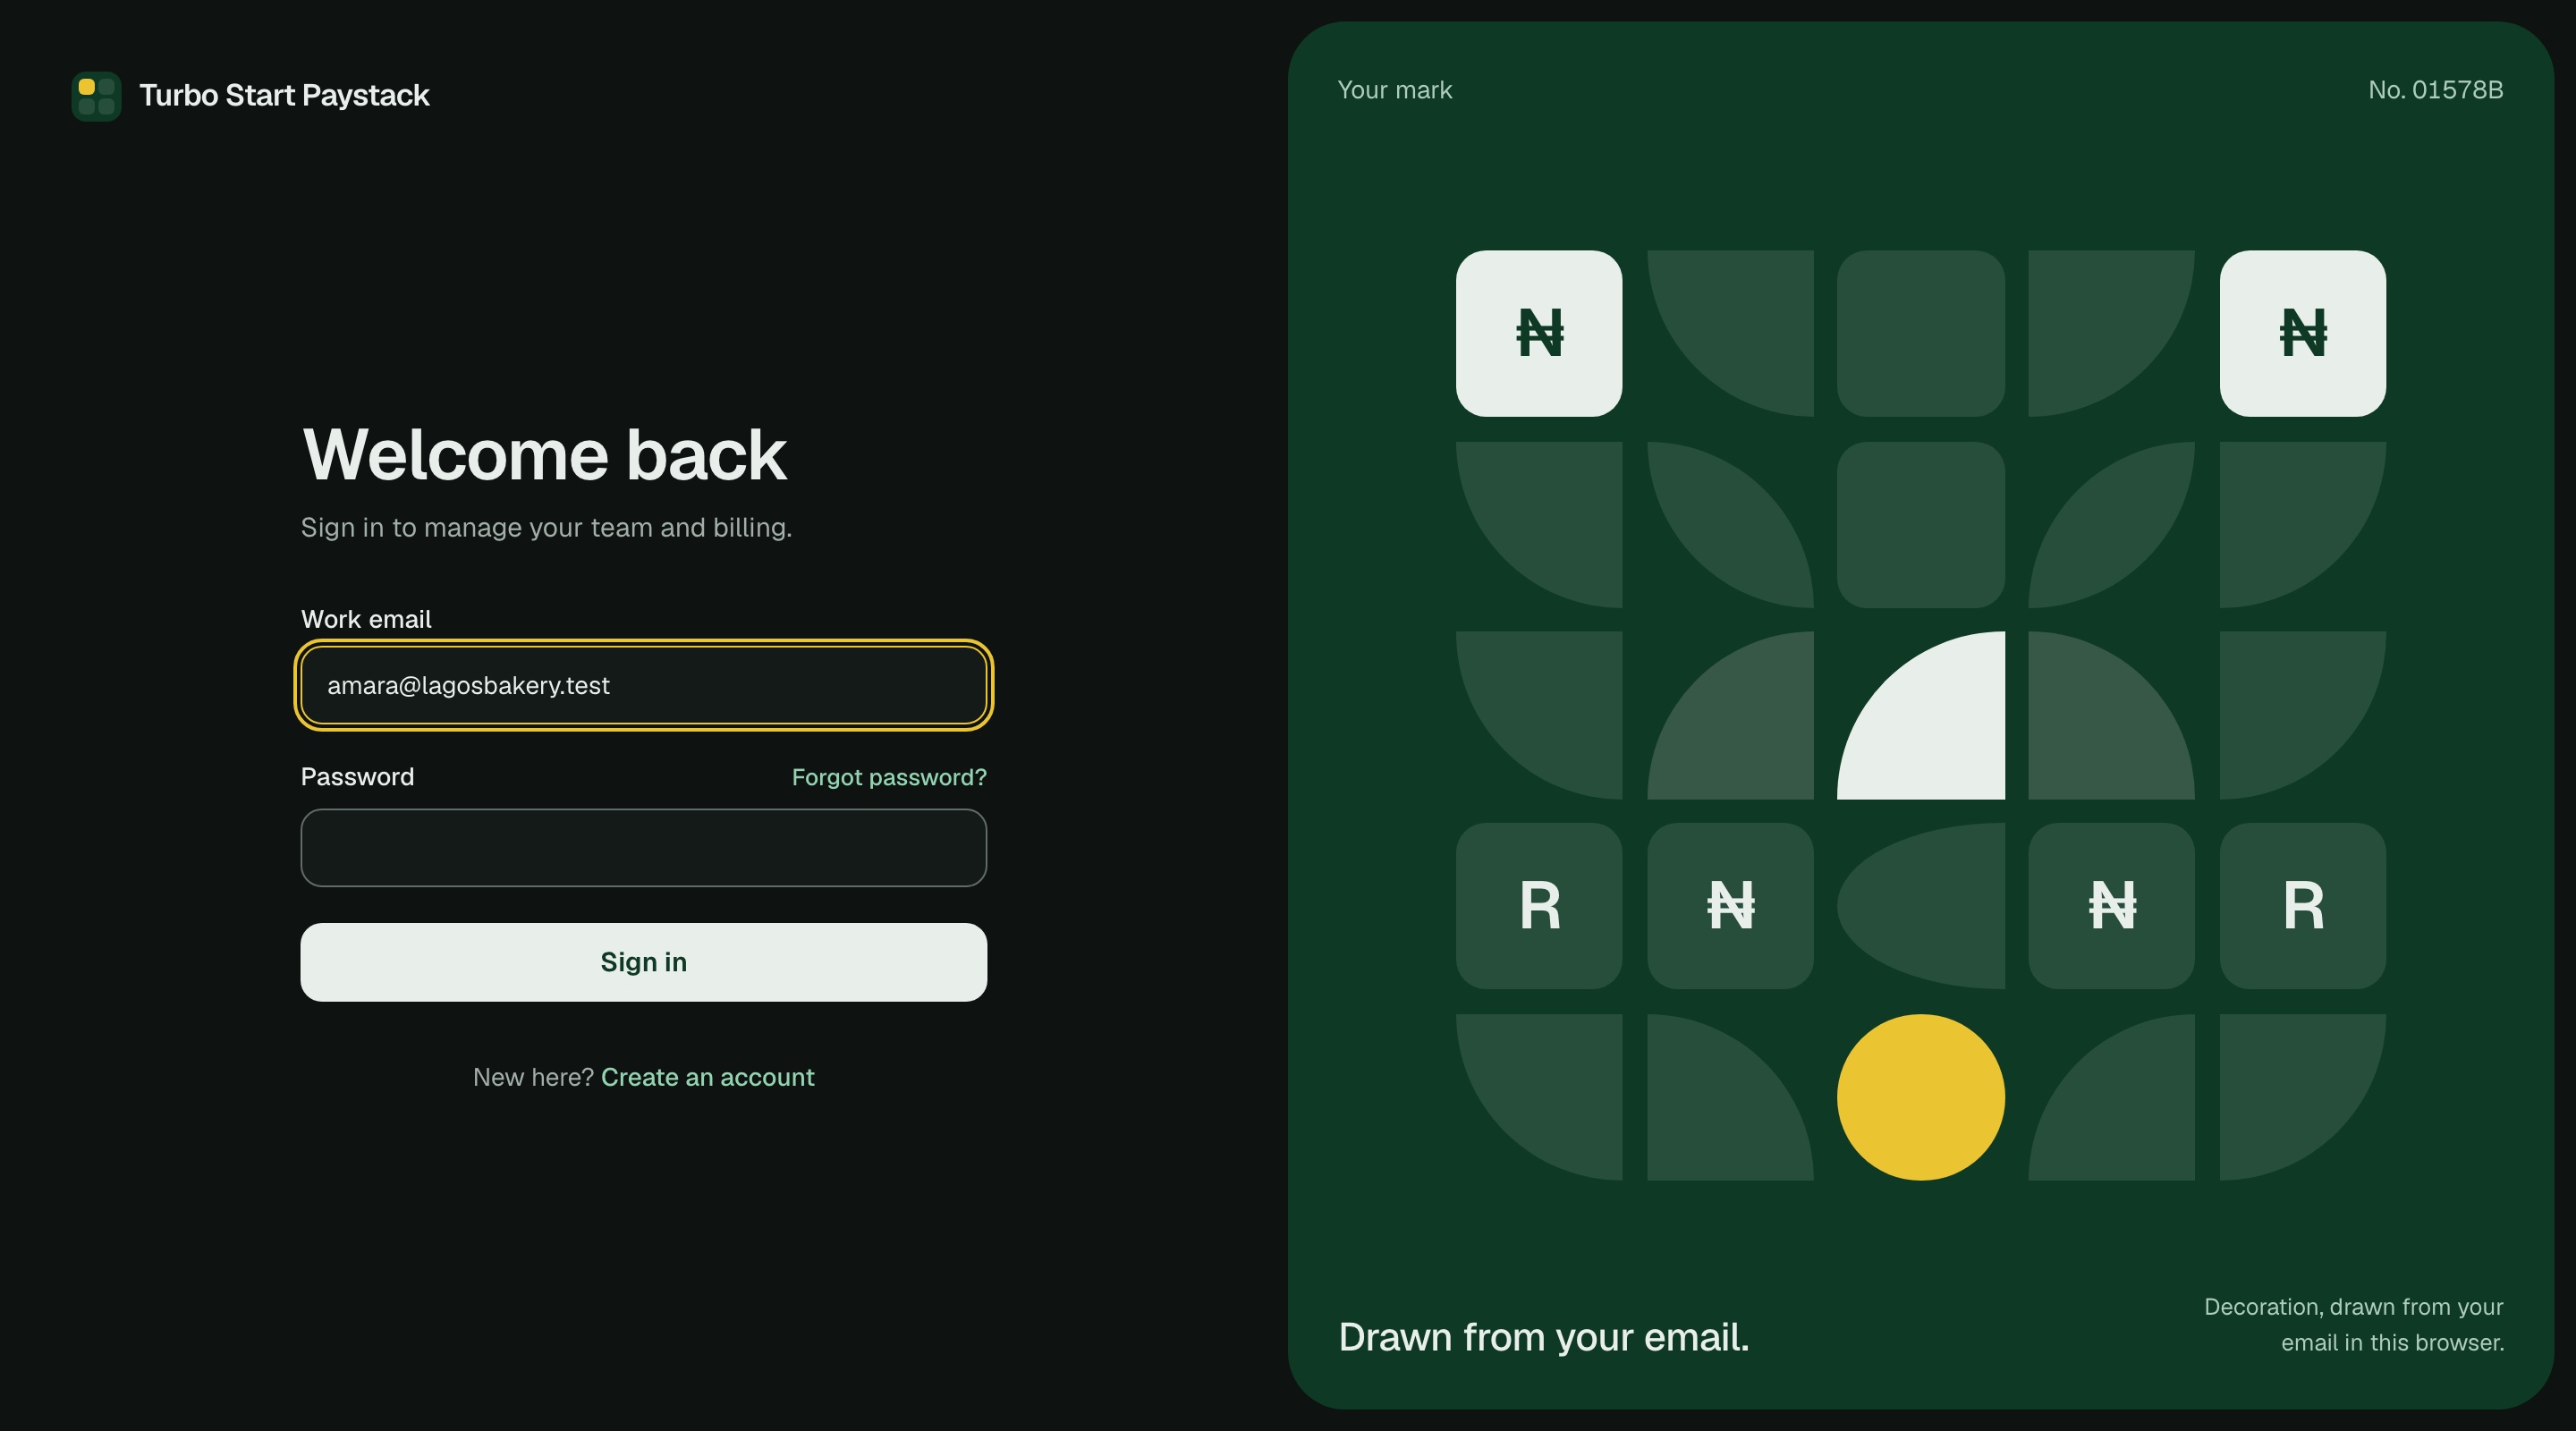 Turbo Start Paystack
Welcome back
Sign in to manage your team and billing.
Work email
amara@lagosbakery.test
Password
Forgot password?
Sign in
New here? Create an account
Your mark
No. 01578B
₦ ₦
R ₦ ₦ R
Drawn from your email.
Decoration, drawn from your
email in this browser.